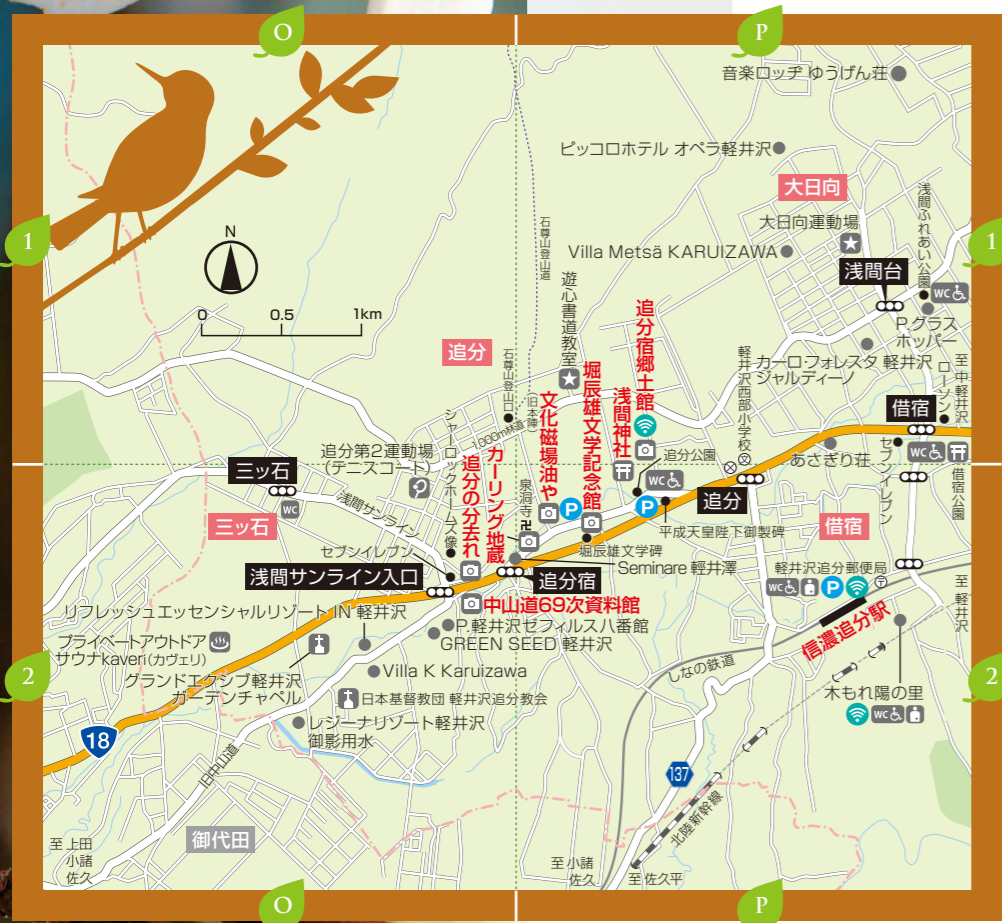 O
P
1
1
2
2
O
P
N
0
0.5
1km
音楽ロッヂ ゆうげん荘
ピッコロホテル オペラ軽井沢
大日向
大日向運動場
浅間ふれあい公園
石尊山登山道
Villa Metsä KARUIZAWA
浅間台
WC
P.グラス
ホッパー
遊心書道教室
追分宿郷土館
追分
石尊山登山口
1000m林道
(旧本陣)
文化磁場油や
堀辰雄文学記念館
浅間神社
軽井沢西部小学校
文
カーロ・フォレスタ 軽井沢
ジャルディーノ
至 中軽井沢
ローソン
借宿
追分第2運動場
(テニスコート)
シャーロックホームズ像
追分の分去れ
カーリング地蔵
泉洞寺
卍
P
追分公園
WC
P
あさぎり荘
セブンイレブン
WC
借宿公園
三ッ石
WC
浅間サンライン
三ッ石
追分
平成天皇陛下御製碑
借宿
堀辰雄文学碑
Seminare 軽井澤
セブンイレブン
浅間サンライン入口
追分宿
中山道69次資料館
軽井沢追分郵便局
WC
P
〒
至 軽井沢
信濃追分駅
リフレッシュエッセンシャルリゾート IN 軽井沢
P.軽井沢ゼフィルス八番館
GREEN SEED 軽井沢
プライベートアウトドア
サウナkaveri(カヴェリ)
グランドエクシブ軽井沢
ガーデンチャペル
Villa K Karuizawa
しなの鉄道
木もれ陽の里
WC
日本基督教団 軽井沢追分教会
レジーナリゾート軽井沢
御影用水
18
旧中山道
137
北陸新幹線
御代田
至 上田
小諸
佐久
至 小諸
佐久
至 佐久平